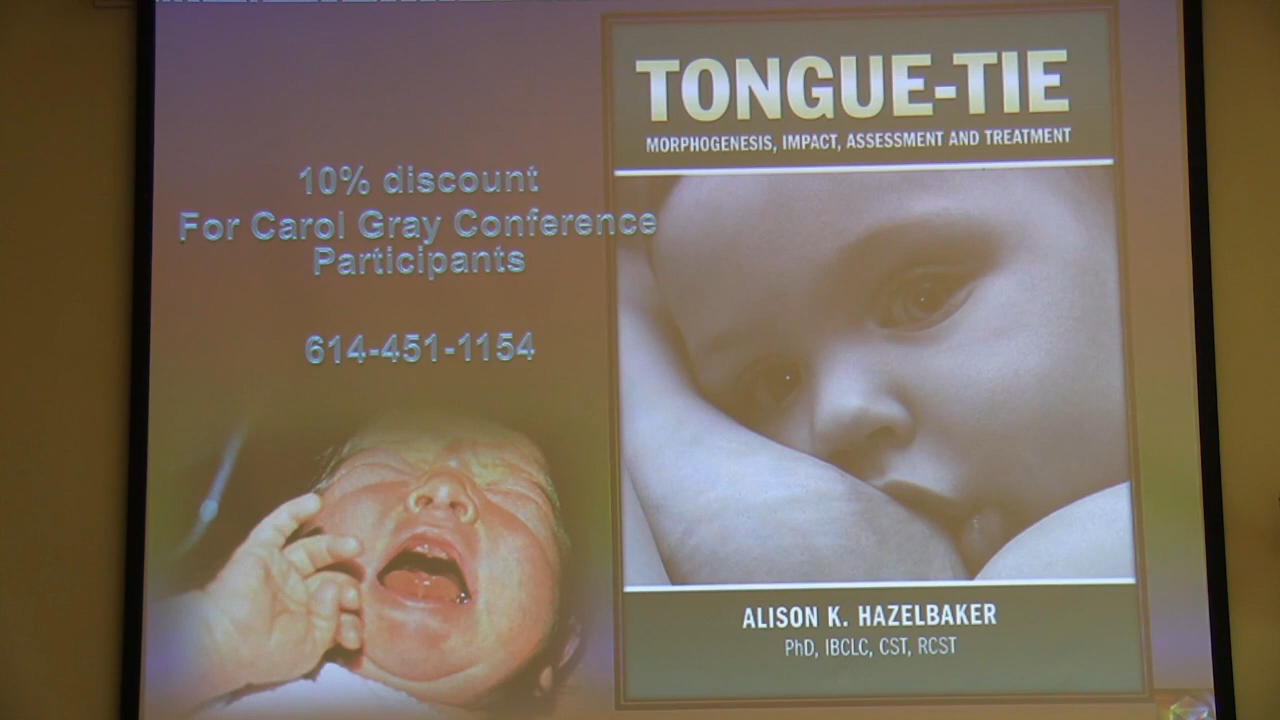 10% discount
For Carol Gray Conference
Participants
614-451-1154
TONGUE-TIE
MORPHOGENESIS, IMPACT, ASSESSMENT AND TREATMENT
ALISON K. HAZELBAKER
PhD, IBCLC, CST, RCST